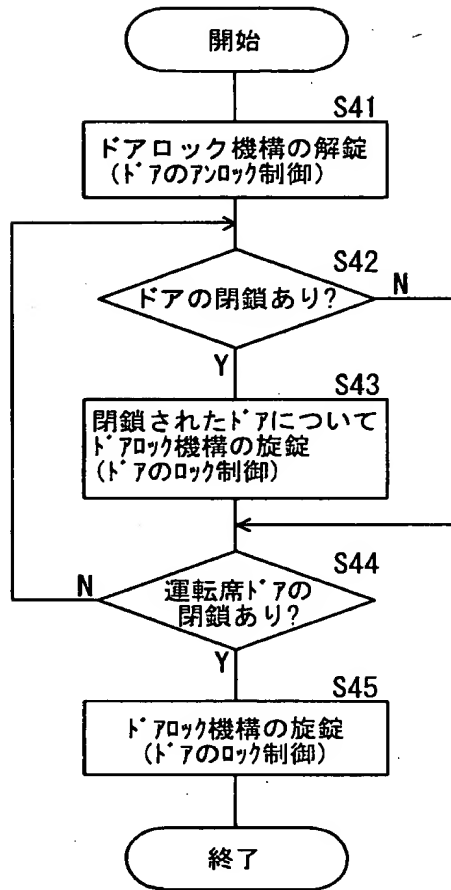 開始
S41
ドアロック機構の解錠
(ドアのアンロック制御)
S42
ドアの閉鎖あり?
N
Y
S43
閉鎖されたドアについて
ドアロック機構の旋錠
(ドアのロック制御)
S44
運転席ドアの
閉鎖あり?
N
Y
S45
ドアロック機構の旋錠
(ドアのロック制御)
終了